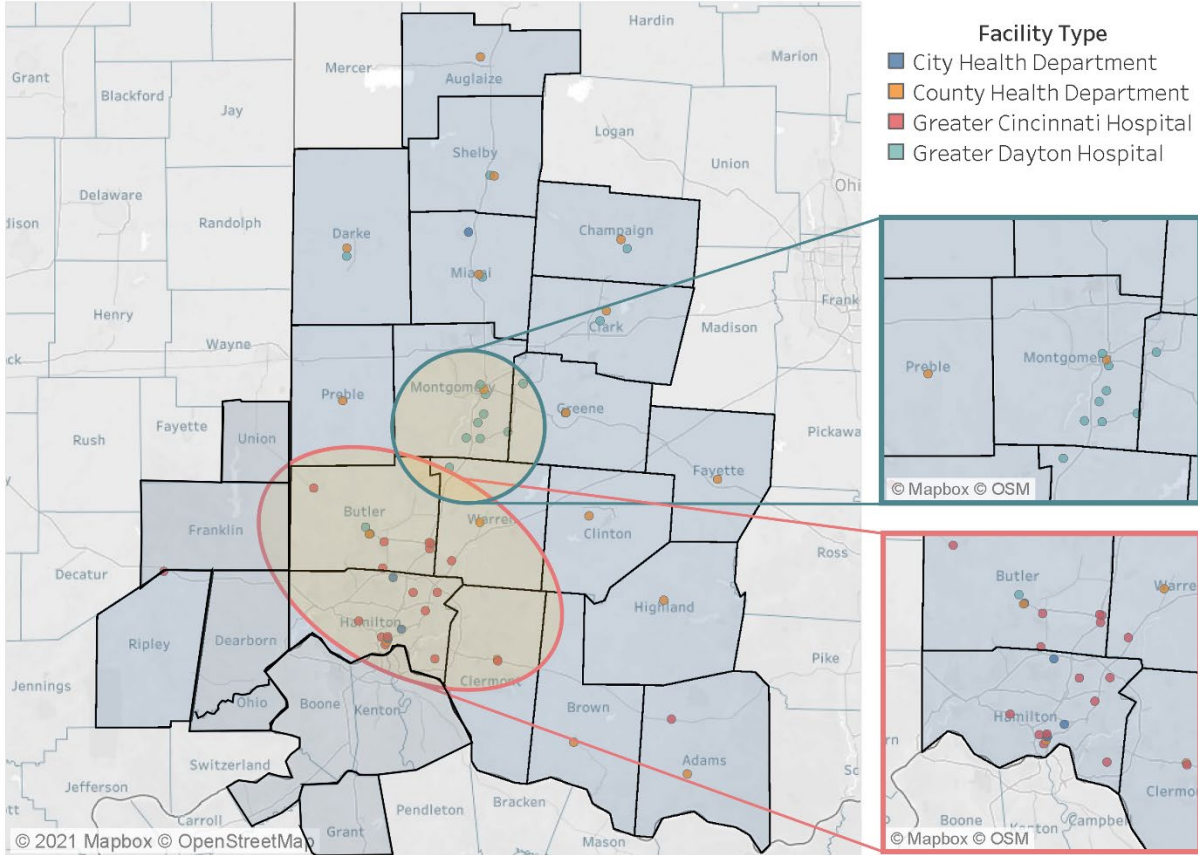 Facility Type
City Health Department
County Health Department
Greater Cincinnati Hospital
Greater Dayton Hospital
Hardin
Mercer
Auglaize
Marion
Grant
Blackford
Jay
Logan
Shelby
Union
Delaware
Randolph
Darke
Champaign
Miami
Henry
Clark
Madison
Wayne
Montgomery
Preble
Greene
Rush
Fayette
Union
Pickawa
Fayette
Butler
Warren
Clinton
Franklin
Ross
Decatur
Highland
Hamilton
Ripley
Dearborn
Pike
Jennings
Clermont
Ohio
Boone
Kenton
Brown
Adams
Switzerland
Jefferson
Carroll
Grant
Pendleton
Bracken
Mason
© 2021 Mapbox © OpenStreetMap
Preble
Montgomery
© Mapbox © OSM
Butler
Warre
Hamilton
Clermo
Boone
Kenton
Campbell
© Mapbox © OSM